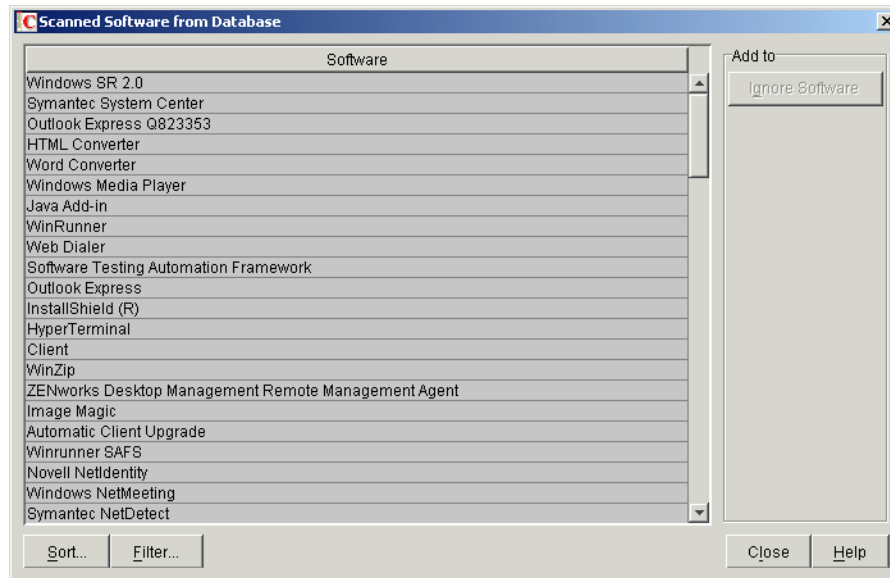 Scanned Software from Database
Software
Windows SR 2.0
Symantec System Center
Outlook Express Q823353
HTML Converter
Word Converter
Windows Media Player
Java Add-in
WinRunner
Web Dialer
Software Testing Automation Framework
Outlook Express
InstallShield (R)
HyperTerminal
Client
WinZip
ZENworks Desktop Management Remote Management Agent
Image Magic
Automatic Client Upgrade
Winrunner SAFS
Novell NetIdentity
Windows NetMeeting
Symantec NetDetect
Add to
Ignore Software
Sort... Filter... Close Help